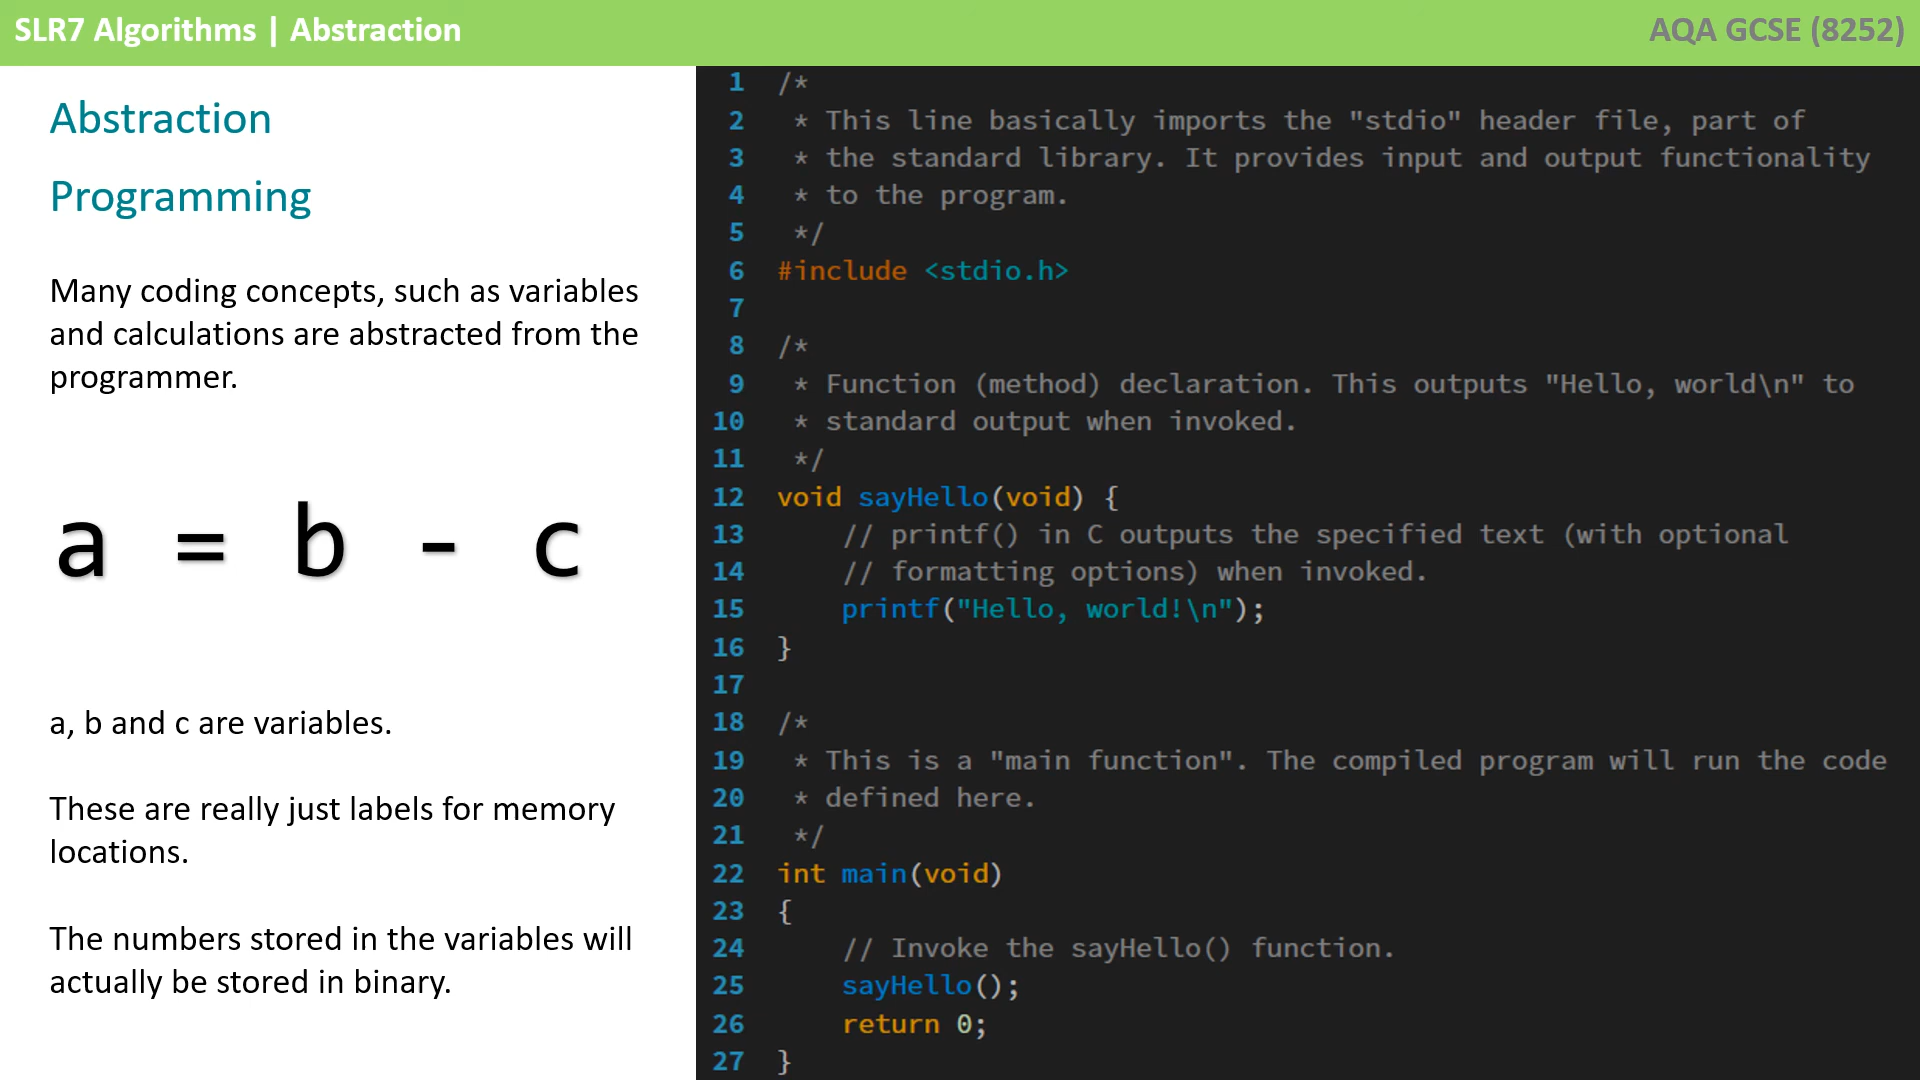 SLR7 Algorithms | Abstraction
AQA GCSE (8252)
Abstraction
Programming
Many coding concepts, such as variables
and calculations are abstracted from the
programmer.
a = b - c
a, b and c are variables.
These are really just labels for memory
locations.
The numbers stored in the variables will
actually be stored in binary.
1 /*
2  * This line basically imports the "stdio" header file, part of
3  * the standard library. It provides input and output functionality
4  * to the program.
5  */
6 #include <stdio.h>
7
8 /*
9  * Function (method) declaration. This outputs "Hello, world\n" to
10  * standard output when invoked.
11  */
12 void sayHello(void) {
13     // printf() in C outputs the specified text (with optional
14     // formatting options) when invoked.
15     printf("Hello, world!\n");
16 }
17
18 /*
19  * This is a "main function". The compiled program will run the code
20  * defined here.
21  */
22 int main(void)
23 {
24     // Invoke the sayHello() function.
25     sayHello();
26     return 0;
27 }